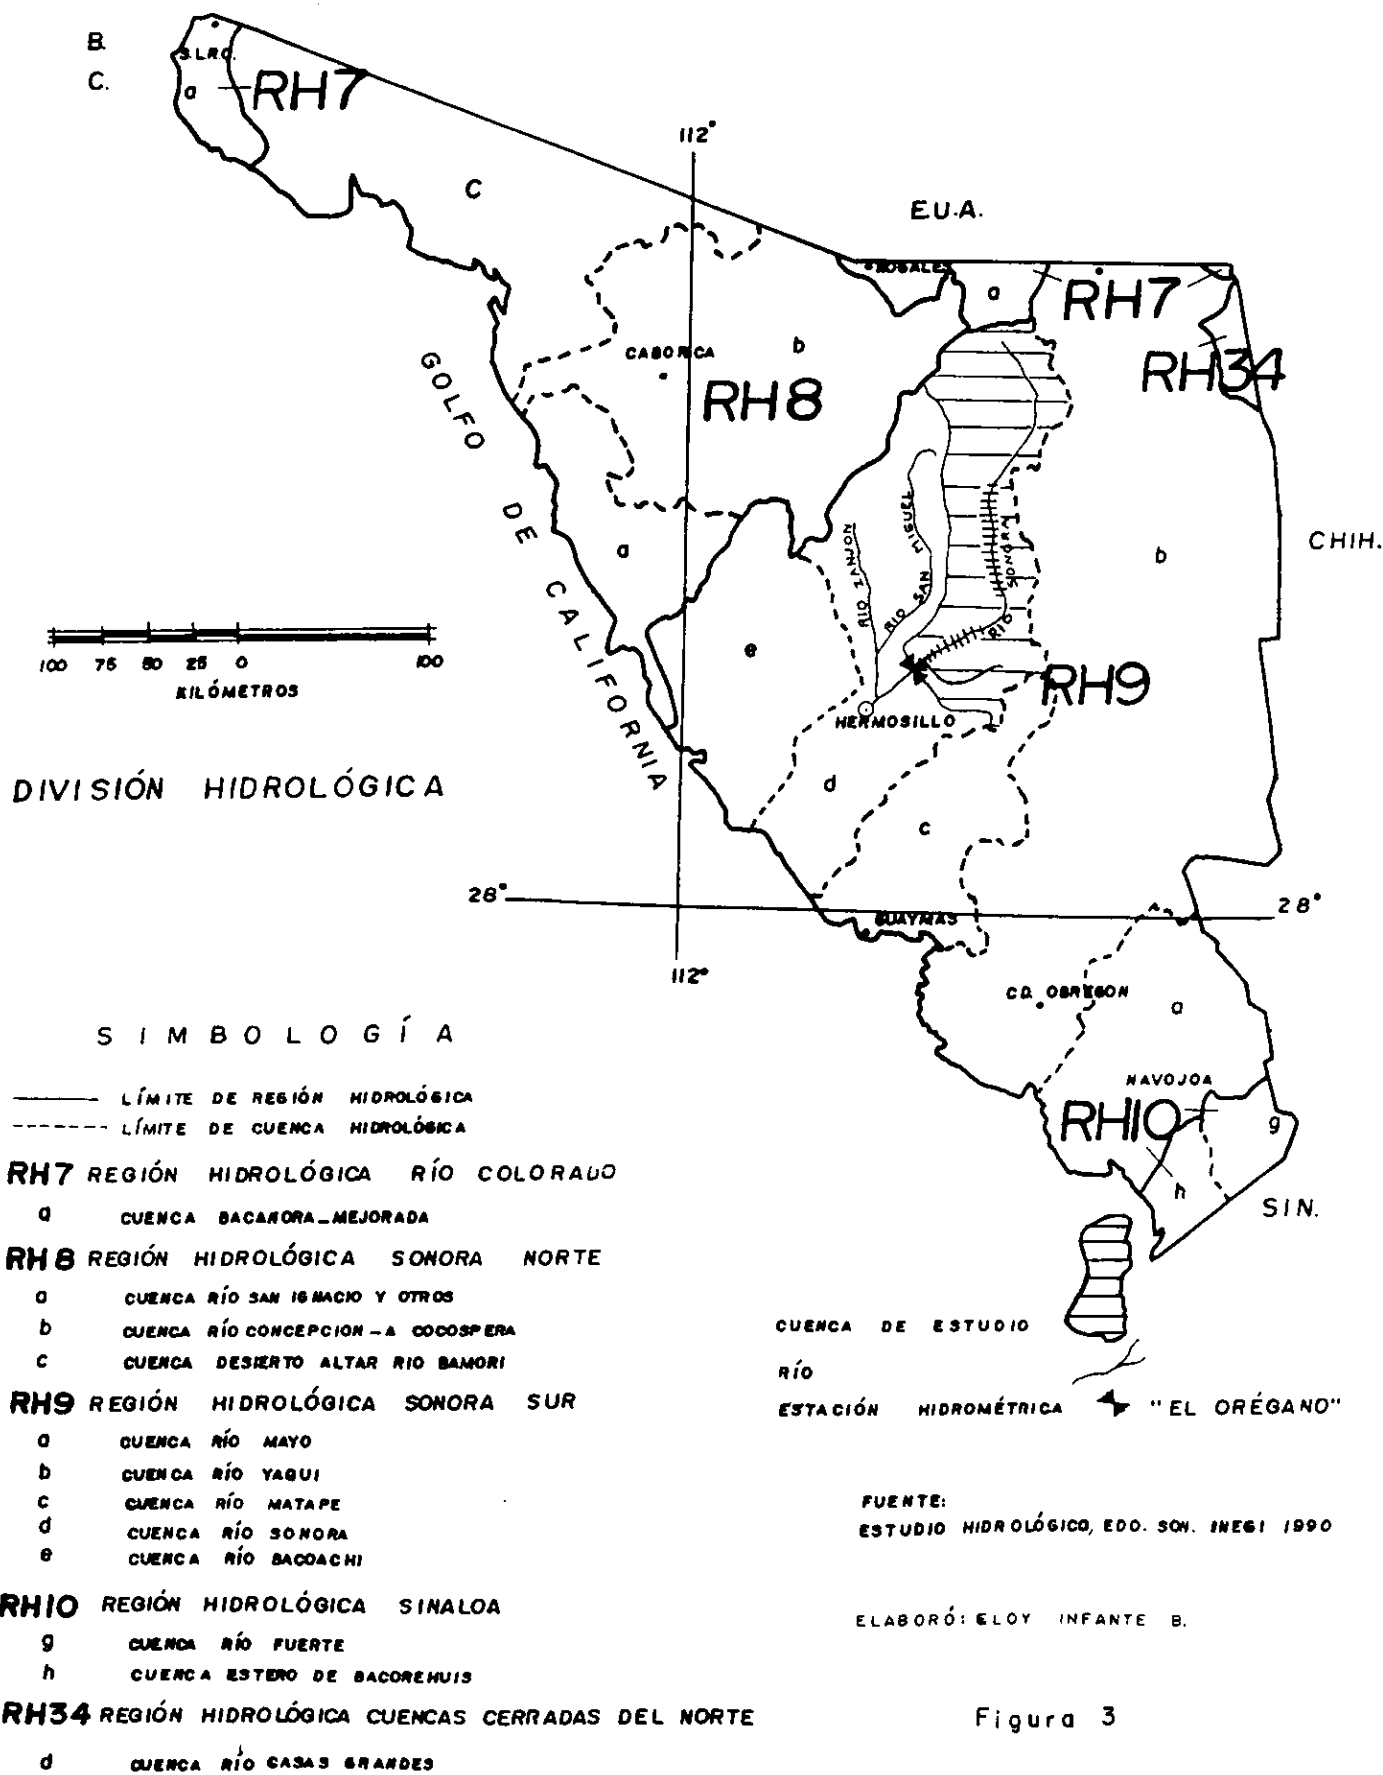 B.
C.
S.L.R.C.
a
RH7
112°
C
E.U.A.
NOGALES
a
RH7
b
CABORCA
RH8
RH34
GOLFO DE CALIFORNIA
a
RIO ZANJON
RIO SAN MIGUEL
RIO SONORA
b
CHIH.
100 75 50 25 0 100
KILÓMETROS
e
RH9
HERMOSILLO
DIVISIÓN HIDROLÓGICA
d
c
28°
28°
GUAYMAS
112°
CD. OBREGON
a
SIMBOLOGÍA
NAVOJOA
LÍMITE DE REGIÓN HIDROLÓGICA
LÍMITE DE CUENCA HIDROLÓGICA
RH10
g
h
SIN.
RH7 REGIÓN HIDROLÓGICA RÍO COLORADO
a CUENCA BACANORA-MEJORADA
RH8 REGIÓN HIDROLÓGICA SONORA NORTE
a CUENCA RÍO SAN IGNACIO Y OTROS
b CUENCA RÍO CONCEPCION-A COCOSPERA
c CUENCA DESIERTO ALTAR RIO BAMORI
RH9 REGIÓN HIDROLÓGICA SONORA SUR
a CUENCA RÍO MAYO
b CUENCA RÍO YAQUI
c CUENCA RÍO MATAPE
d CUENCA RÍO SONORA
e CUENCA RÍO BACOACHI
RH10 REGIÓN HIDROLÓGICA SINALOA
g CUENCA RÍO FUERTE
h CUENCA ESTERO DE BACOREHUIS
RH34 REGIÓN HIDROLÓGICA CUENCAS CERRADAS DEL NORTE
d CUENCA RÍO CASAS GRANDES
CUENCA DE ESTUDIO
RÍO
ESTACIÓN HIDROMÉTRICA "EL ORÉGANO"
FUENTE:
ESTUDIO HIDROLÓGICO, EDO. SON. INEGI 1990
ELABORÓ: ELOY INFANTE B.
Figura 3